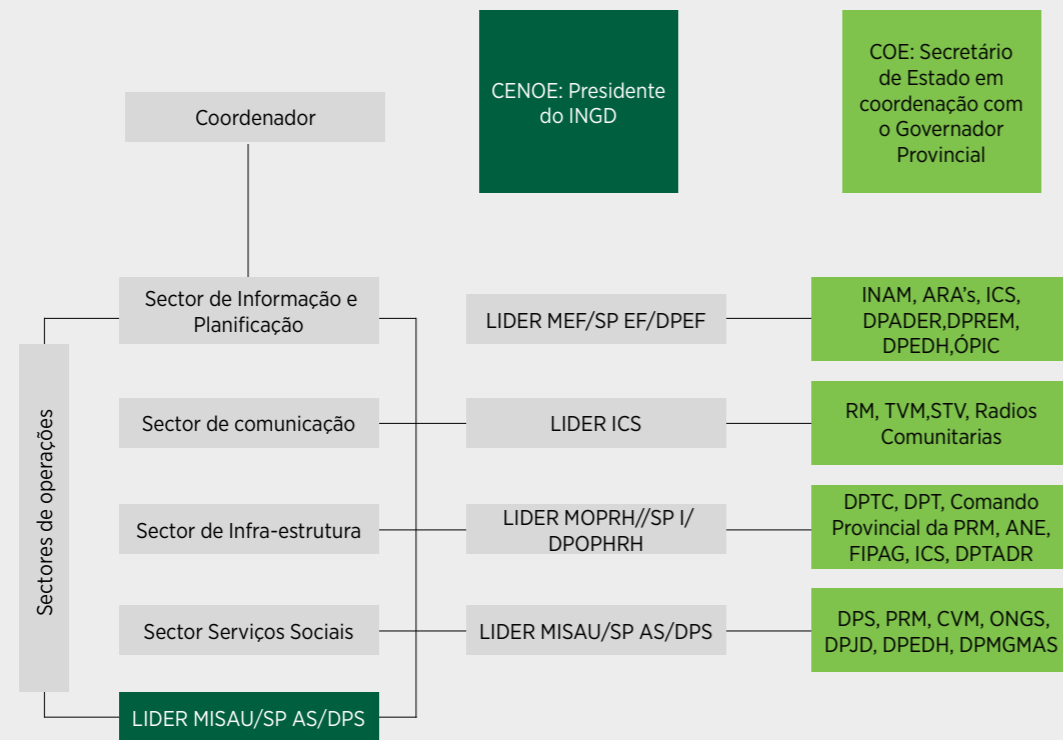 Coordenador
CENOE: Presidente
do INGD
COE: Secretário
de Estado em
coordenação com
o Governador
Provincial
Sectores de operações
Sector de Informação e
Planificação
LIDER MEF/SP EF/DPEF
INAM, ARA’s, ICS,
DPADER,DPREM,
DPEDH,ÓPIC
Sector de comunicação
LIDER ICS
RM, TVM,STV, Radios
Comunitarias
Sector de Infra-estrutura
LIDER MOPRH//SP I/
DPOPHRH
DPTC, DPT, Comando
Provincial da PRM, ANE,
FIPAG, ICS, DPTADR
Sector Serviços Sociais
LIDER MISAU/SP AS/DPS
DPS, PRM, CVM, ONGS,
DPJD, DPEDH, DPMGMAS
LIDER MISAU/SP AS/DPS